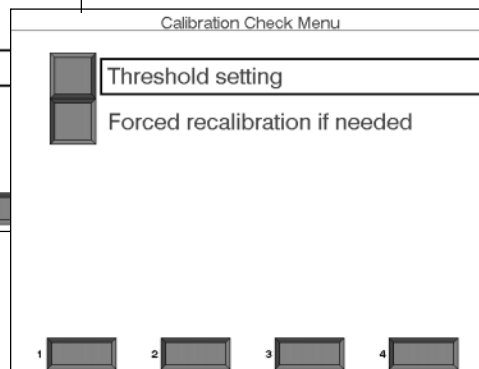 Calibration Check Menu
Threshold setting
Forced recalibration if needed
1 2 3 4